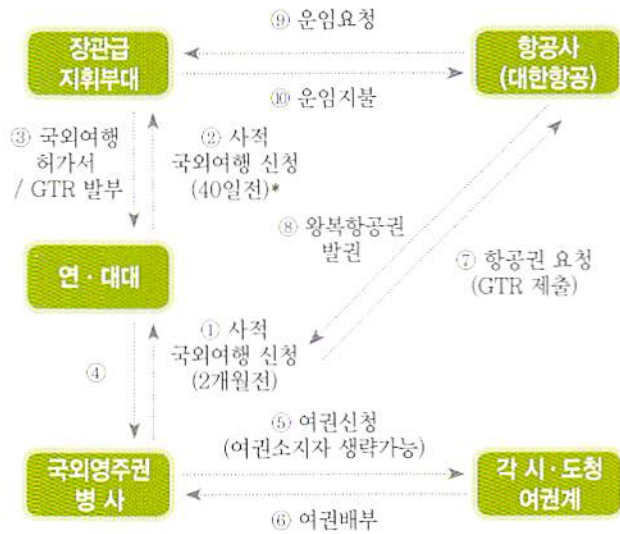 ⑨ 운임요청
장관급
지휘부대
항공사
(대한항공)
⑩ 운임지불
③ 국외여행
허가서
/ GTR 발부
② 사적
국외여행 신청
(40일전)*
⑧ 왕복항공권
발권
⑦ 항공권 요청
(GTR 제출)
연 · 대대
① 사적
국외여행 신청
(2개월전)
④
⑤ 여권신청
(여권소지자 생략가능)
국외영주권
병 사
각 시 · 도청
여권계
⑥ 여권배부